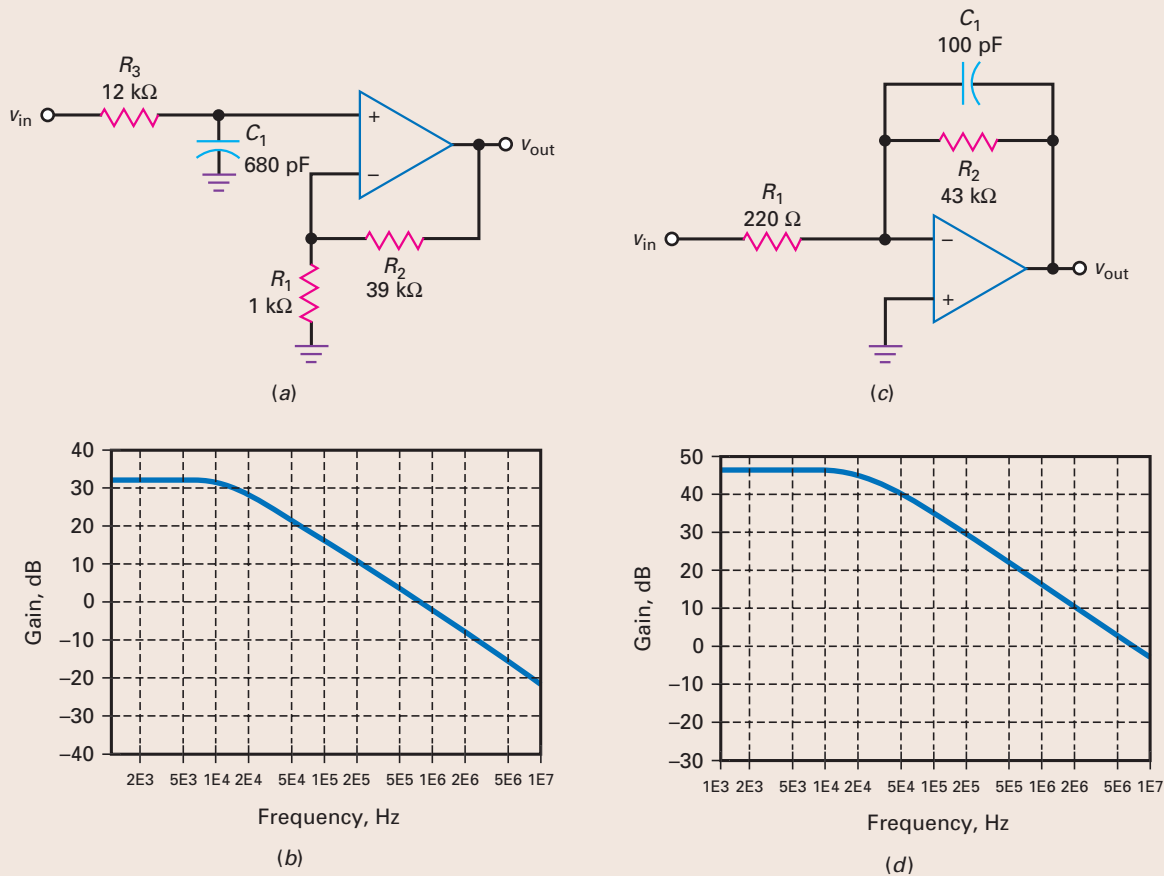 R3
12 kΩ
vin
C1
680 pF
+
−
vout
R2
39 kΩ
R1
1 kΩ
(a)
C1
100 pF
R2
43 kΩ
R1
220 Ω
vin
−
+
vout
(c)
40
30
20
10
0
−10
−20
−30
−40
Gain, dB
2E3 5E3 1E4 2E4 5E4 1E5 2E5 5E5 1E6 2E6 5E6 1E7
Frequency, Hz
(b)
50
40
30
20
10
0
−10
−20
−30
Gain, dB
1E3 2E3 5E3 1E4 2E4 5E4 1E5 2E5 5E5 1E6 2E6 5E6 1E7
Frequency, Hz
(d)